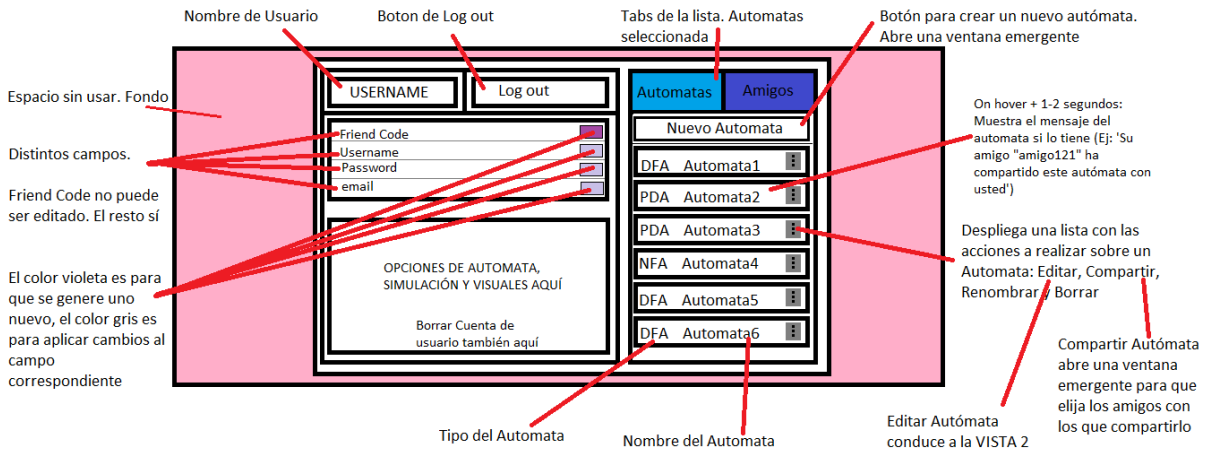 Nombre de Usuario
Boton de Log out
Tabs de la lista. Automatas
seleccionada
Botón para crear un nuevo autómata.
Abre una ventana emergente
Espacio sin usar. Fondo
Distintos campos.
Friend Code no puede
ser editado. El resto sí
El color violeta es para
que se genere uno
nuevo, el color gris es
para aplicar cambios al
campo
correspondiente
USERNAME
Log out
Friend Code
Username
Password
email
OPCIONES DE AUTOMATA,
SIMULACIÓN Y VISUALES AQUÍ
Borrar Cuenta de
usuario también aquí
Automatas
Amigos
Nuevo Automata
DFA Automata1
PDA Automata2
PDA Automata3
NFA Automata4
DFA Automata5
DFA Automata6
On hover + 1-2 segundos:
Muestra el mensaje del
automata si lo tiene (Ej: 'Su
amigo "amigo121" ha
compartido este autómata con
usted')
Despliega una lista con las
acciones a realizar sobre un
Automata: Editar, Compartir,
Renombrar y Borrar
Compartir Autómata
abre una ventana
emergente para que
elija los amigos con
los que compartirlo
Editar Autómata
conduce a la VISTA 2
Tipo del Automata
Nombre del Automata